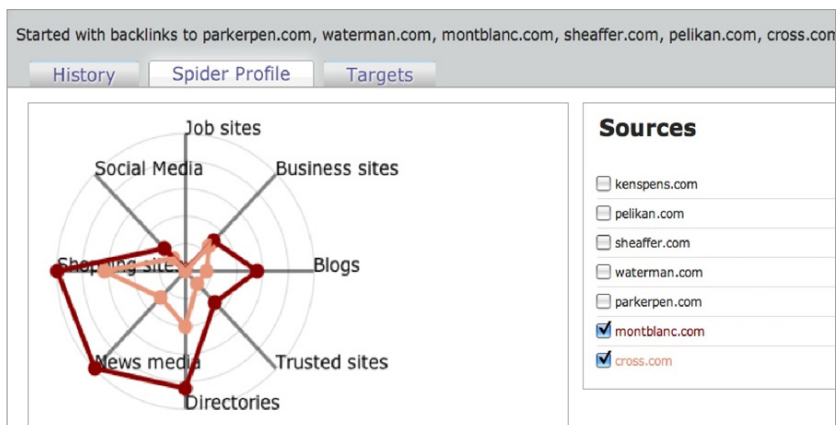 Started with backlinks to parkerpen.com, waterman.com, montblanc.com, sheaffer.com, pelikan.com, cross.com
History
Spider Profile
Targets
Job sites
Social Media
Business sites
Shopping sites
Blogs
News media
Trusted sites
Directories
Sources
kenspens.com
pelikan.com
sheaffer.com
waterman.com
parkerpen.com
montblanc.com
cross.com